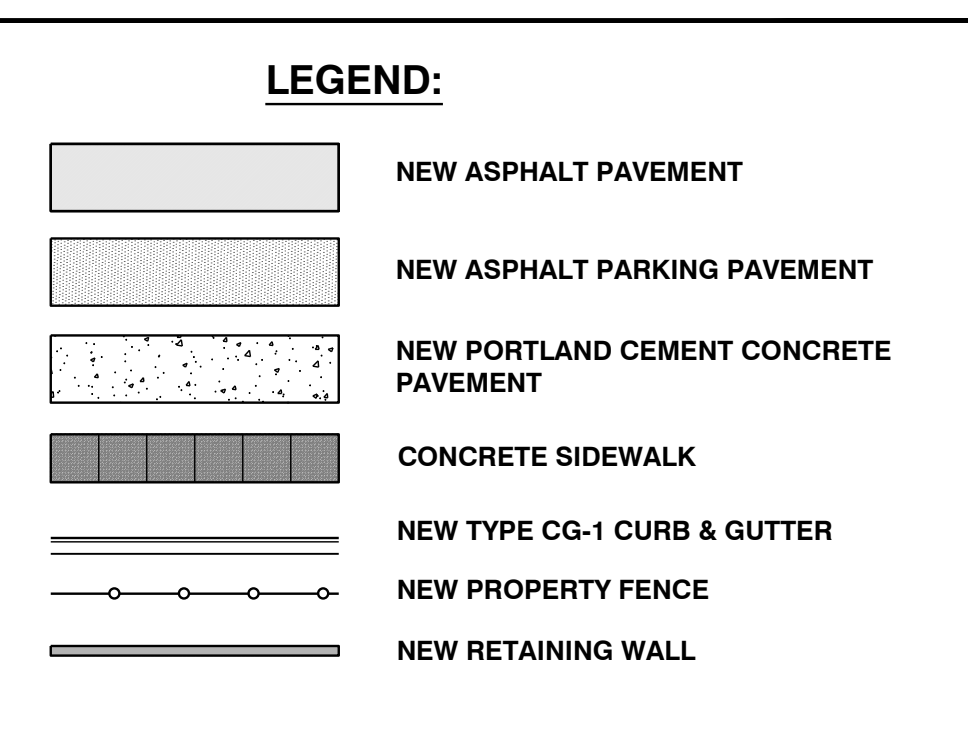 LEGEND:
NEW ASPHALT PAVEMENT
NEW ASPHALT PARKING PAVEMENT
NEW PORTLAND CEMENT CONCRETE
PAVEMENT
CONCRETE SIDEWALK
NEW TYPE CG-1 CURB & GUTTER
NEW PROPERTY FENCE
NEW RETAINING WALL